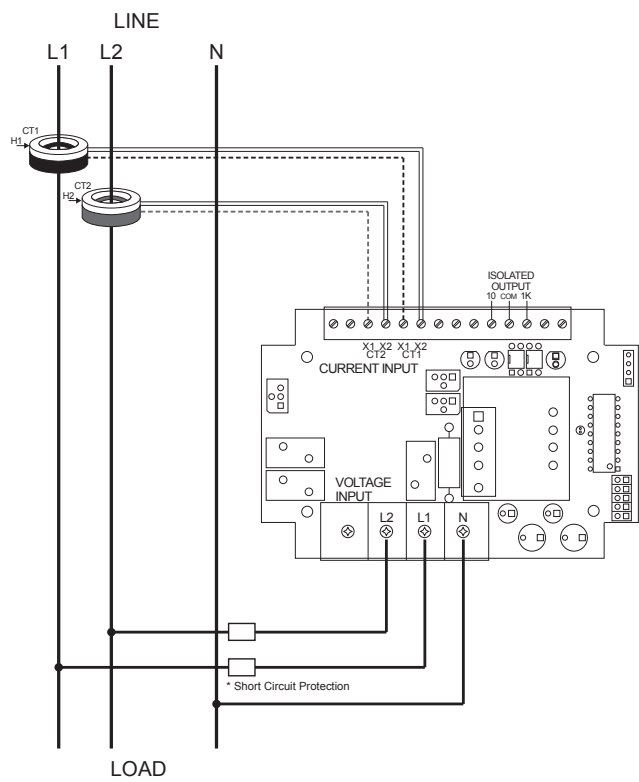 LINE
L1 L2 N
CT1
H1
CT2
H2
ISOLATED
OUTPUT
10 COM 1K
X1 X2 X1 X2
CT2 CT1
CURRENT INPUT
VOLTAGE
INPUT
L2 L1 N
* Short Circuit Protection
LOAD